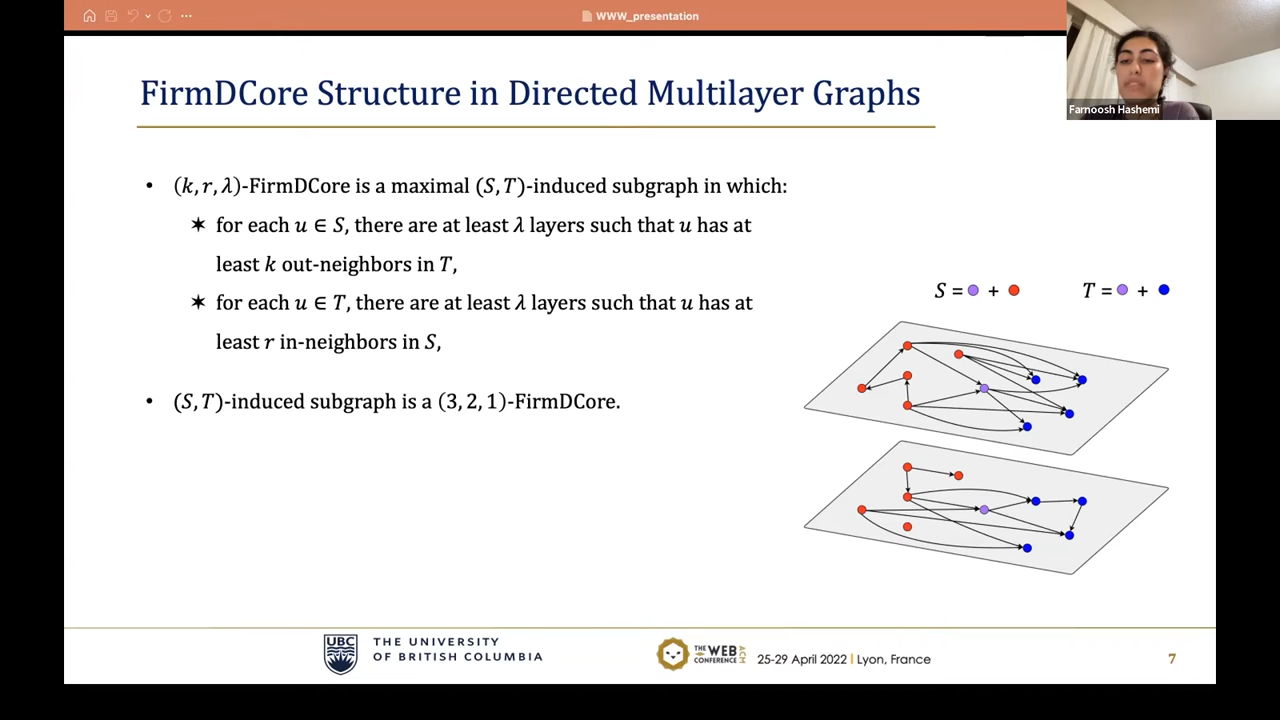 WWW_presentation
Farnoosh Hashemi
FirmDCore Structure in Directed Multilayer Graphs
• (k, r, λ)-FirmDCore is a maximal (S, T)-induced subgraph in which:
✶ for each u ∈ S, there are at least λ layers such that u has at
least k out-neighbors in T,
✶ for each u ∈ T, there are at least λ layers such that u has at
least r in-neighbors in S,
• (S, T)-induced subgraph is a (3, 2, 1)-FirmDCore.
S = + T = +
UBC THE UNIVERSITY
OF BRITISH COLUMBIA
THE WEB CONFERENCE ACM
25-29 April 2022 | Lyon, France
7